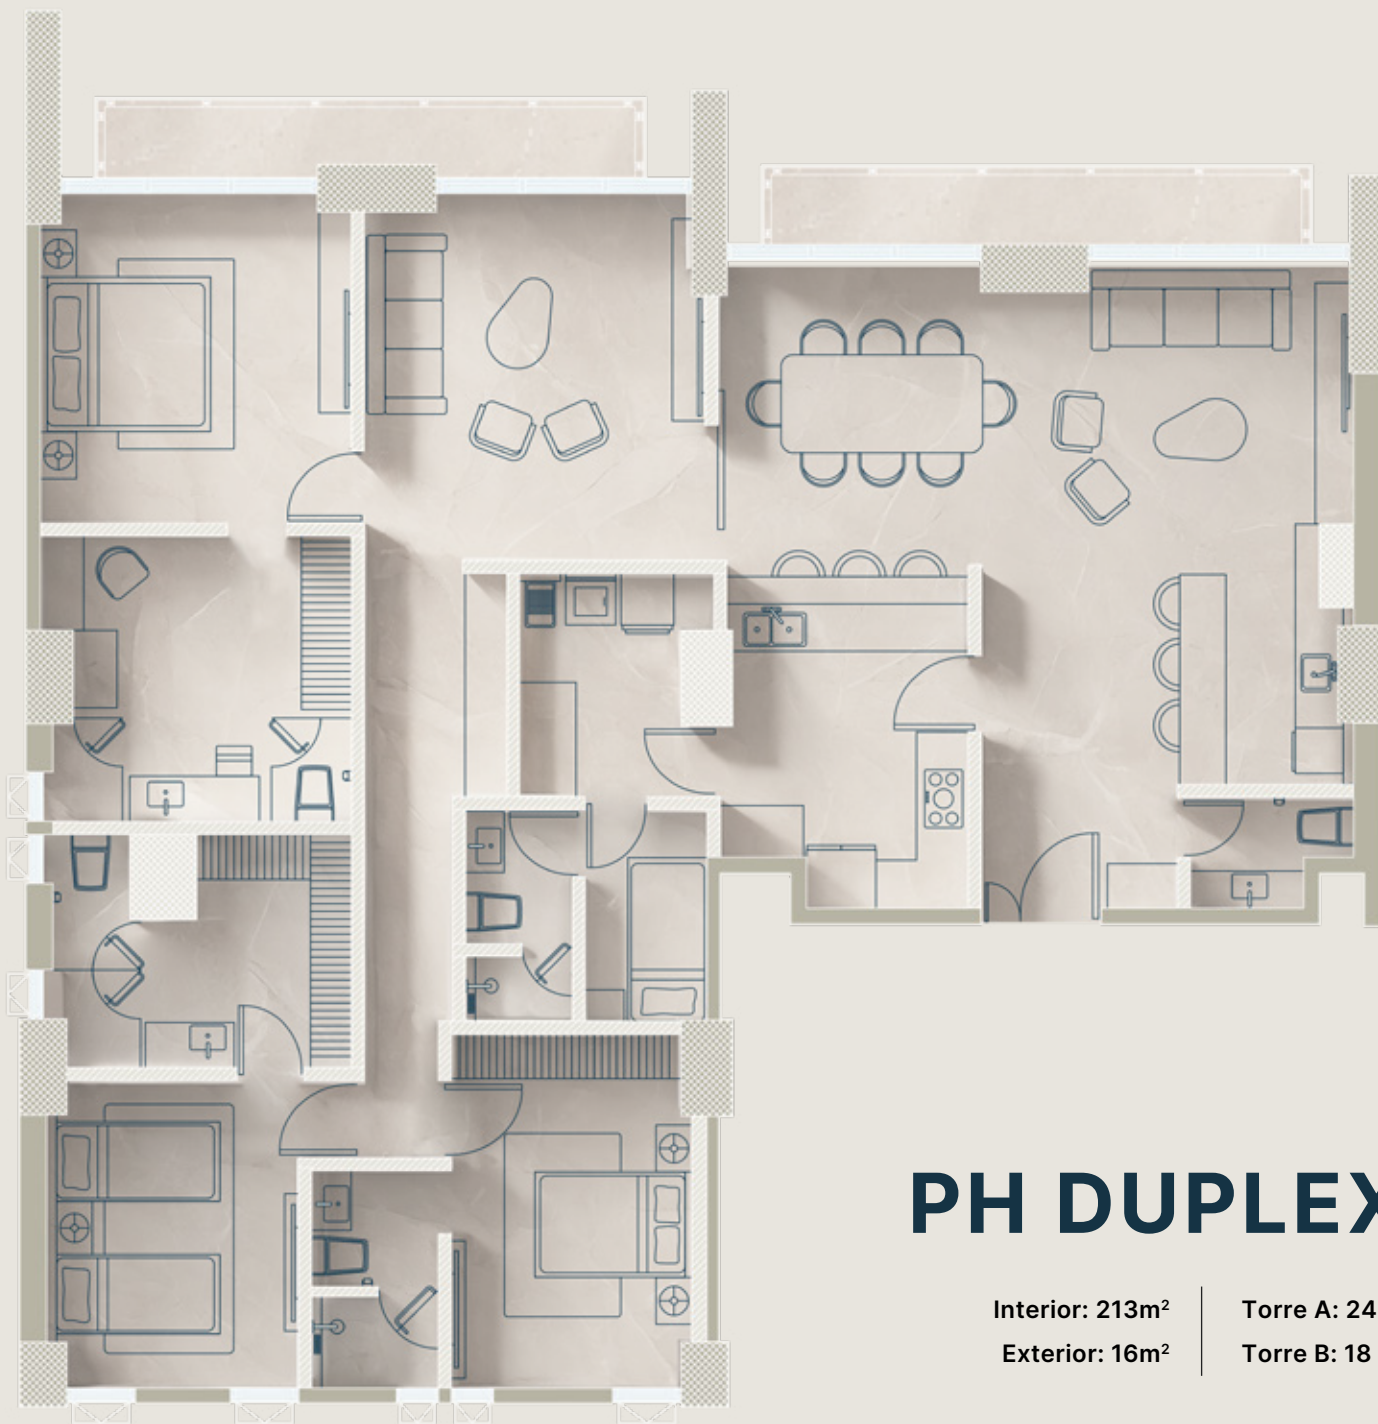 PH DUPLEX
Interior: 213m²
Exterior: 16m²
Torre A: 24
Torre B: 18